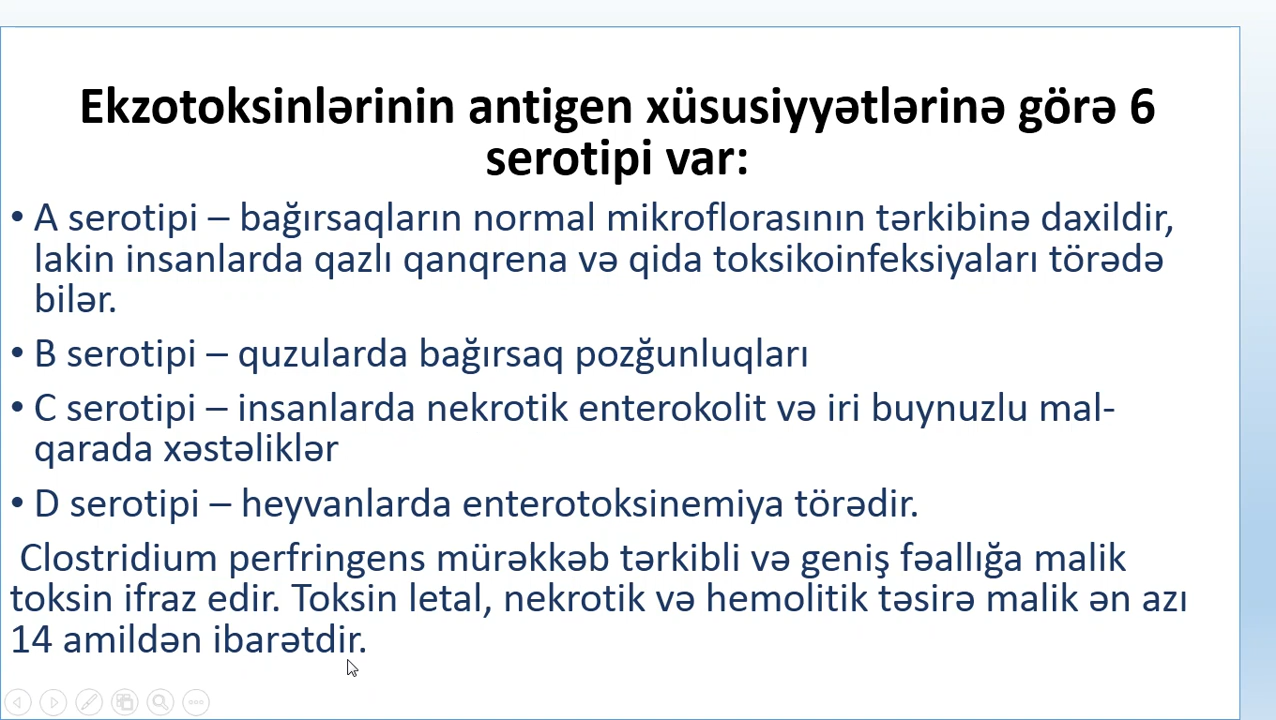 Ekzotoksinlərinin antigen xüsusiyyətlərinə görə 6
serotipi var:
• A serotipi – bağırsaqların normal mikroflorasının tərkibinə daxildir,
lakin insanlarda qazlı qanqrena və qida toksikoinfeksiyaları törədə
bilər.
• B serotipi – quzularda bağırsaq pozğunluqları
• C serotipi – insanlarda nekrotik enterokolit və iri buynuzlu mal-
qarada xəstəliklər
• D serotipi – heyvanlarda enterotoksinemiya törədir.
Clostridium perfringens mürəkkəb tərkibli və geniş fəallığa malik
toksin ifraz edir. Toksin letal, nekrotik və hemolitik təsirə malik ən azı
14 amildən ibarətdir.